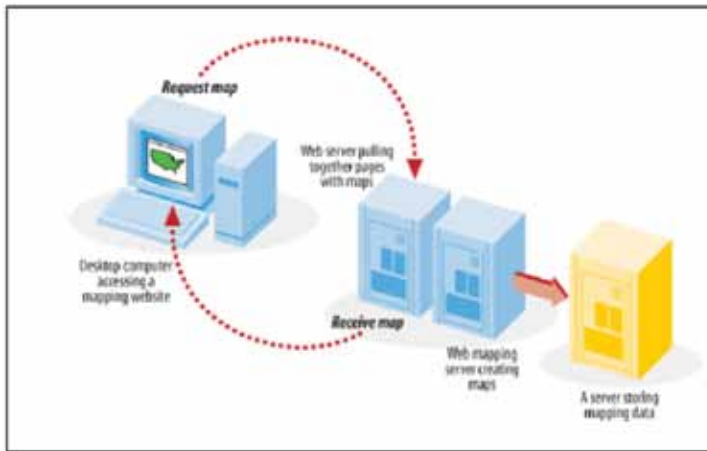 Request map
Web server pulling
together pages
with maps
Desktop computer
accessing a
mapping website
Receive map
Web mapping
server creating
maps
A server storing
mapping data